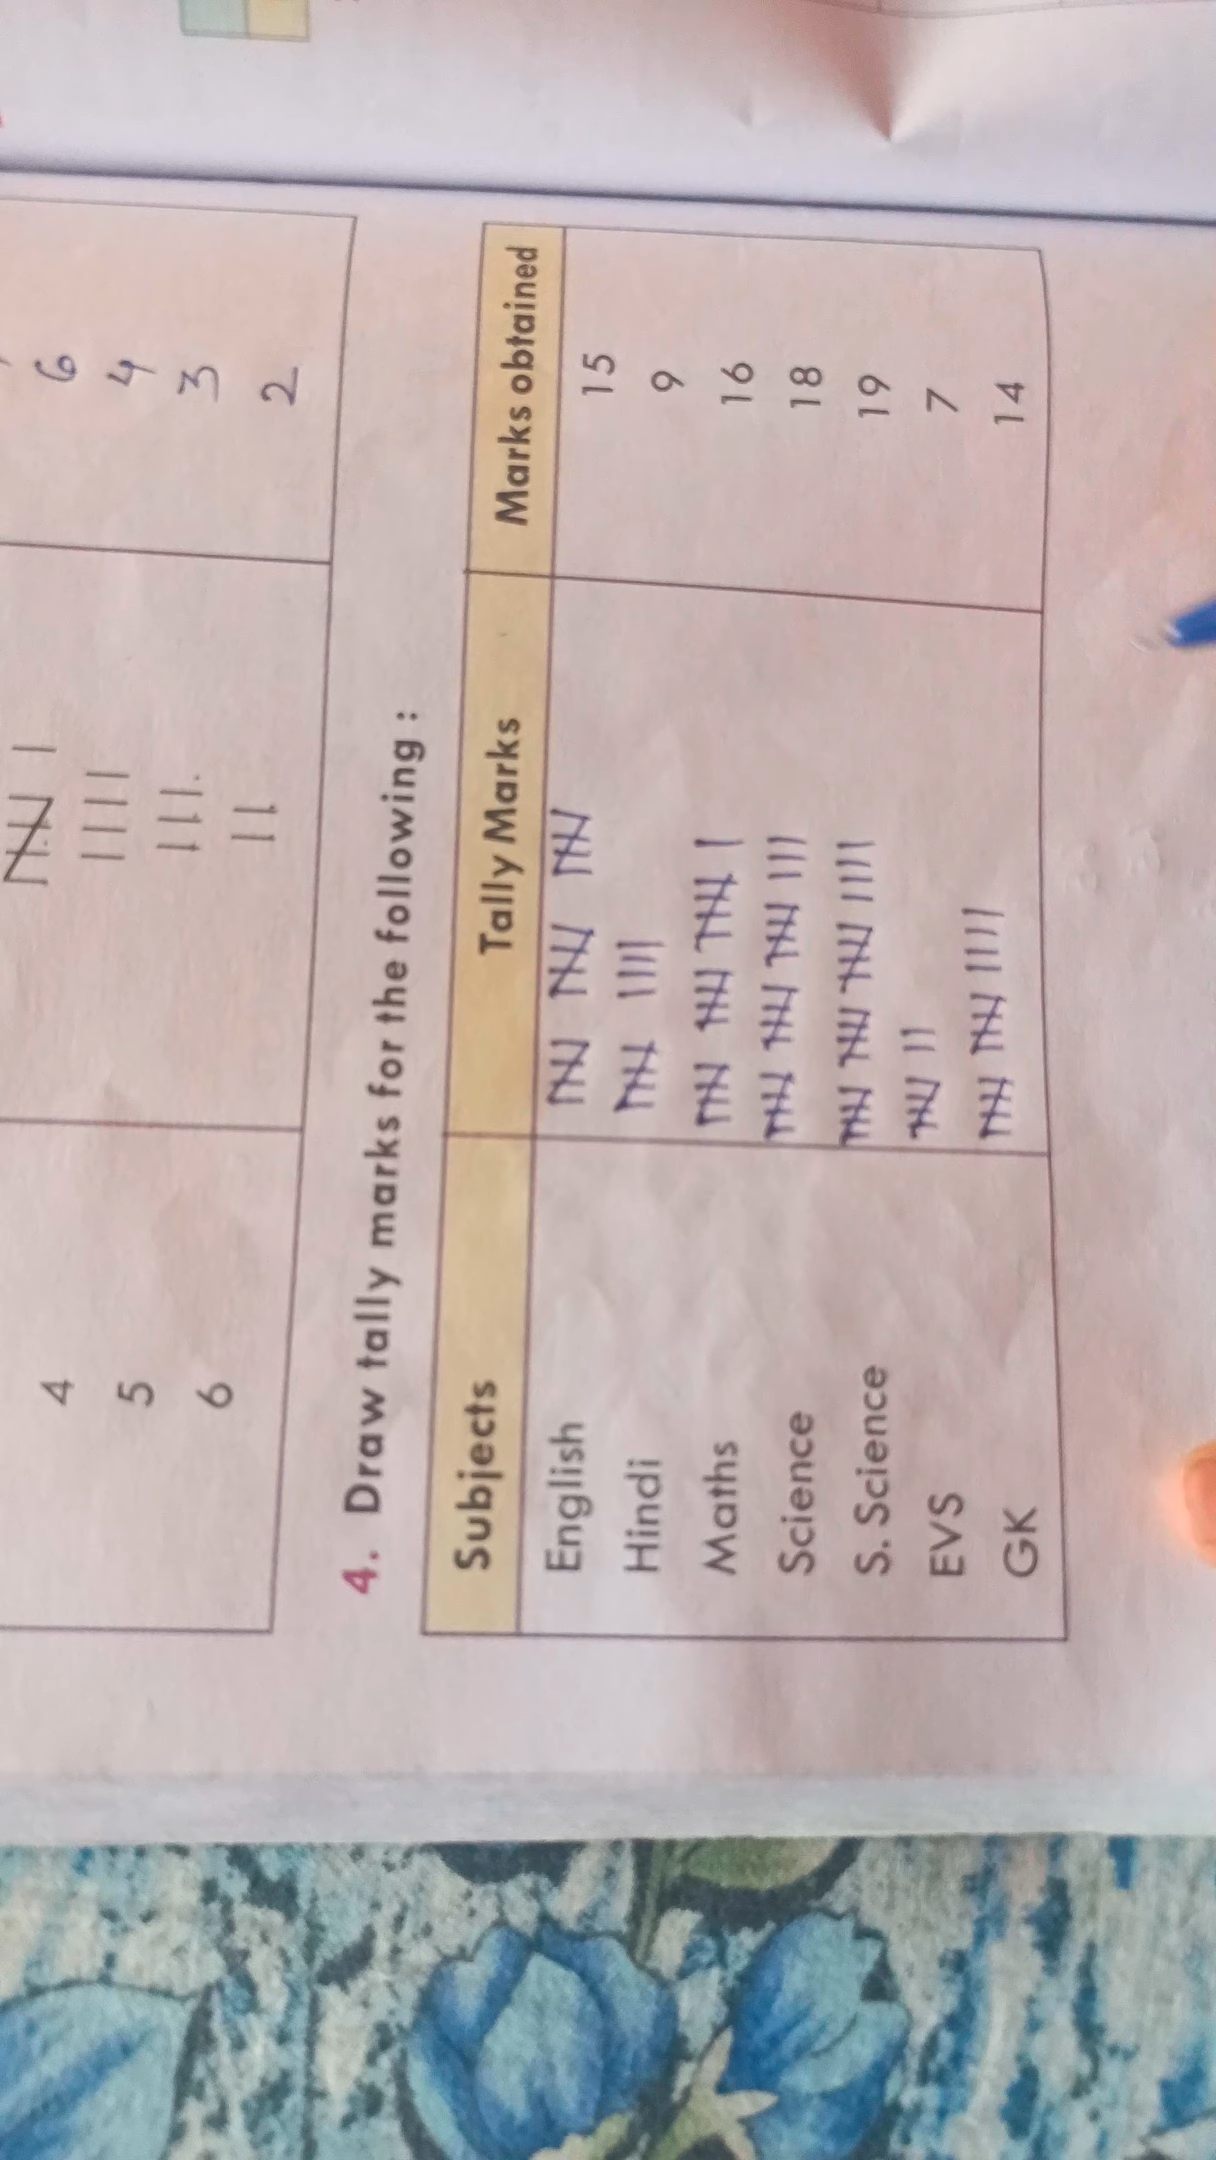 6
4 |||| 4
5 ||| 3
6 || 2
4. Draw tally marks for the following :
Subjects Tally Marks Marks obtained
English 15
Hindi 9
Maths 16
Science 18
S. Science 19
EVS 7
GK 14